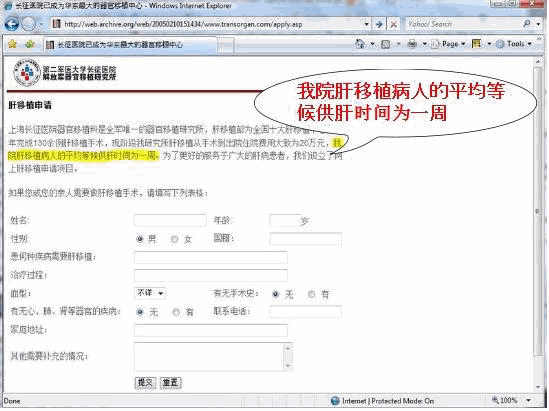 长征医院已成为华东最大的器官移植中心 - Windows Internet Explorer
http://web.archive.org/web/20050210151434/www.transorgan.com/apply.asp
Yahoo! Search
长征医院已成为华东最大的器官移植中心
Page
Tools
第二军医大学长征医院
解放军器官移植研究所
我院肝移植病人的平均等
候供肝时间为一周
肝移植申请
上海长征医院器官移植科是全军唯一的器官移植研究所，肝移植部为全国十大肝移植
年完成130余例肝移植手术，现阶段我研究所肝移植从手术到出院住院费用大致为20万元，我
院肝移植病人的平均等候供肝时间为一周。为了更好的服务于广大的肝病患者，我们设立了网
上肝移植申请项目。
如果您或您的亲人需要做肝移植手术，请填写下列表格：
姓名： 年龄： 岁
性别： 男 女 国籍：
患何种疾病需要肝移植：
治疗过程：
血型： 不详 有无手术史： 无 有
有无心、肺、肾等器官的疾病： 无 有 联系电话：
家庭地址：
其他需要补充的情况：
提交 重置
Done Internet | Protected Mode: On 100%